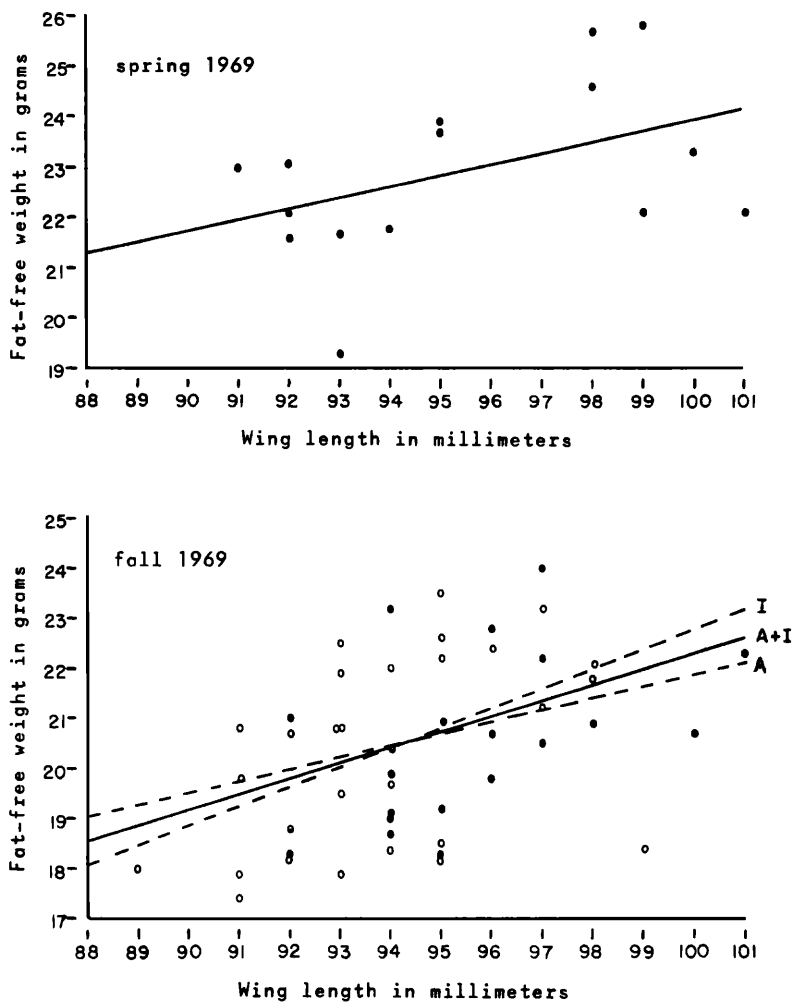 26
25
24
23
22
21
20
19
spring 1969
Fat-free weight in grams
88 89 90 91 92 93 94 95 96 97 98 99 100 101
Wing length in millimeters
25
24
23
22
21
20
19
18
17
fall 1969
Fat-free weight in grams
I
A+I
A
88 89 90 91 92 93 94 95 96 97 98 99 100 101
Wing length in millimeters